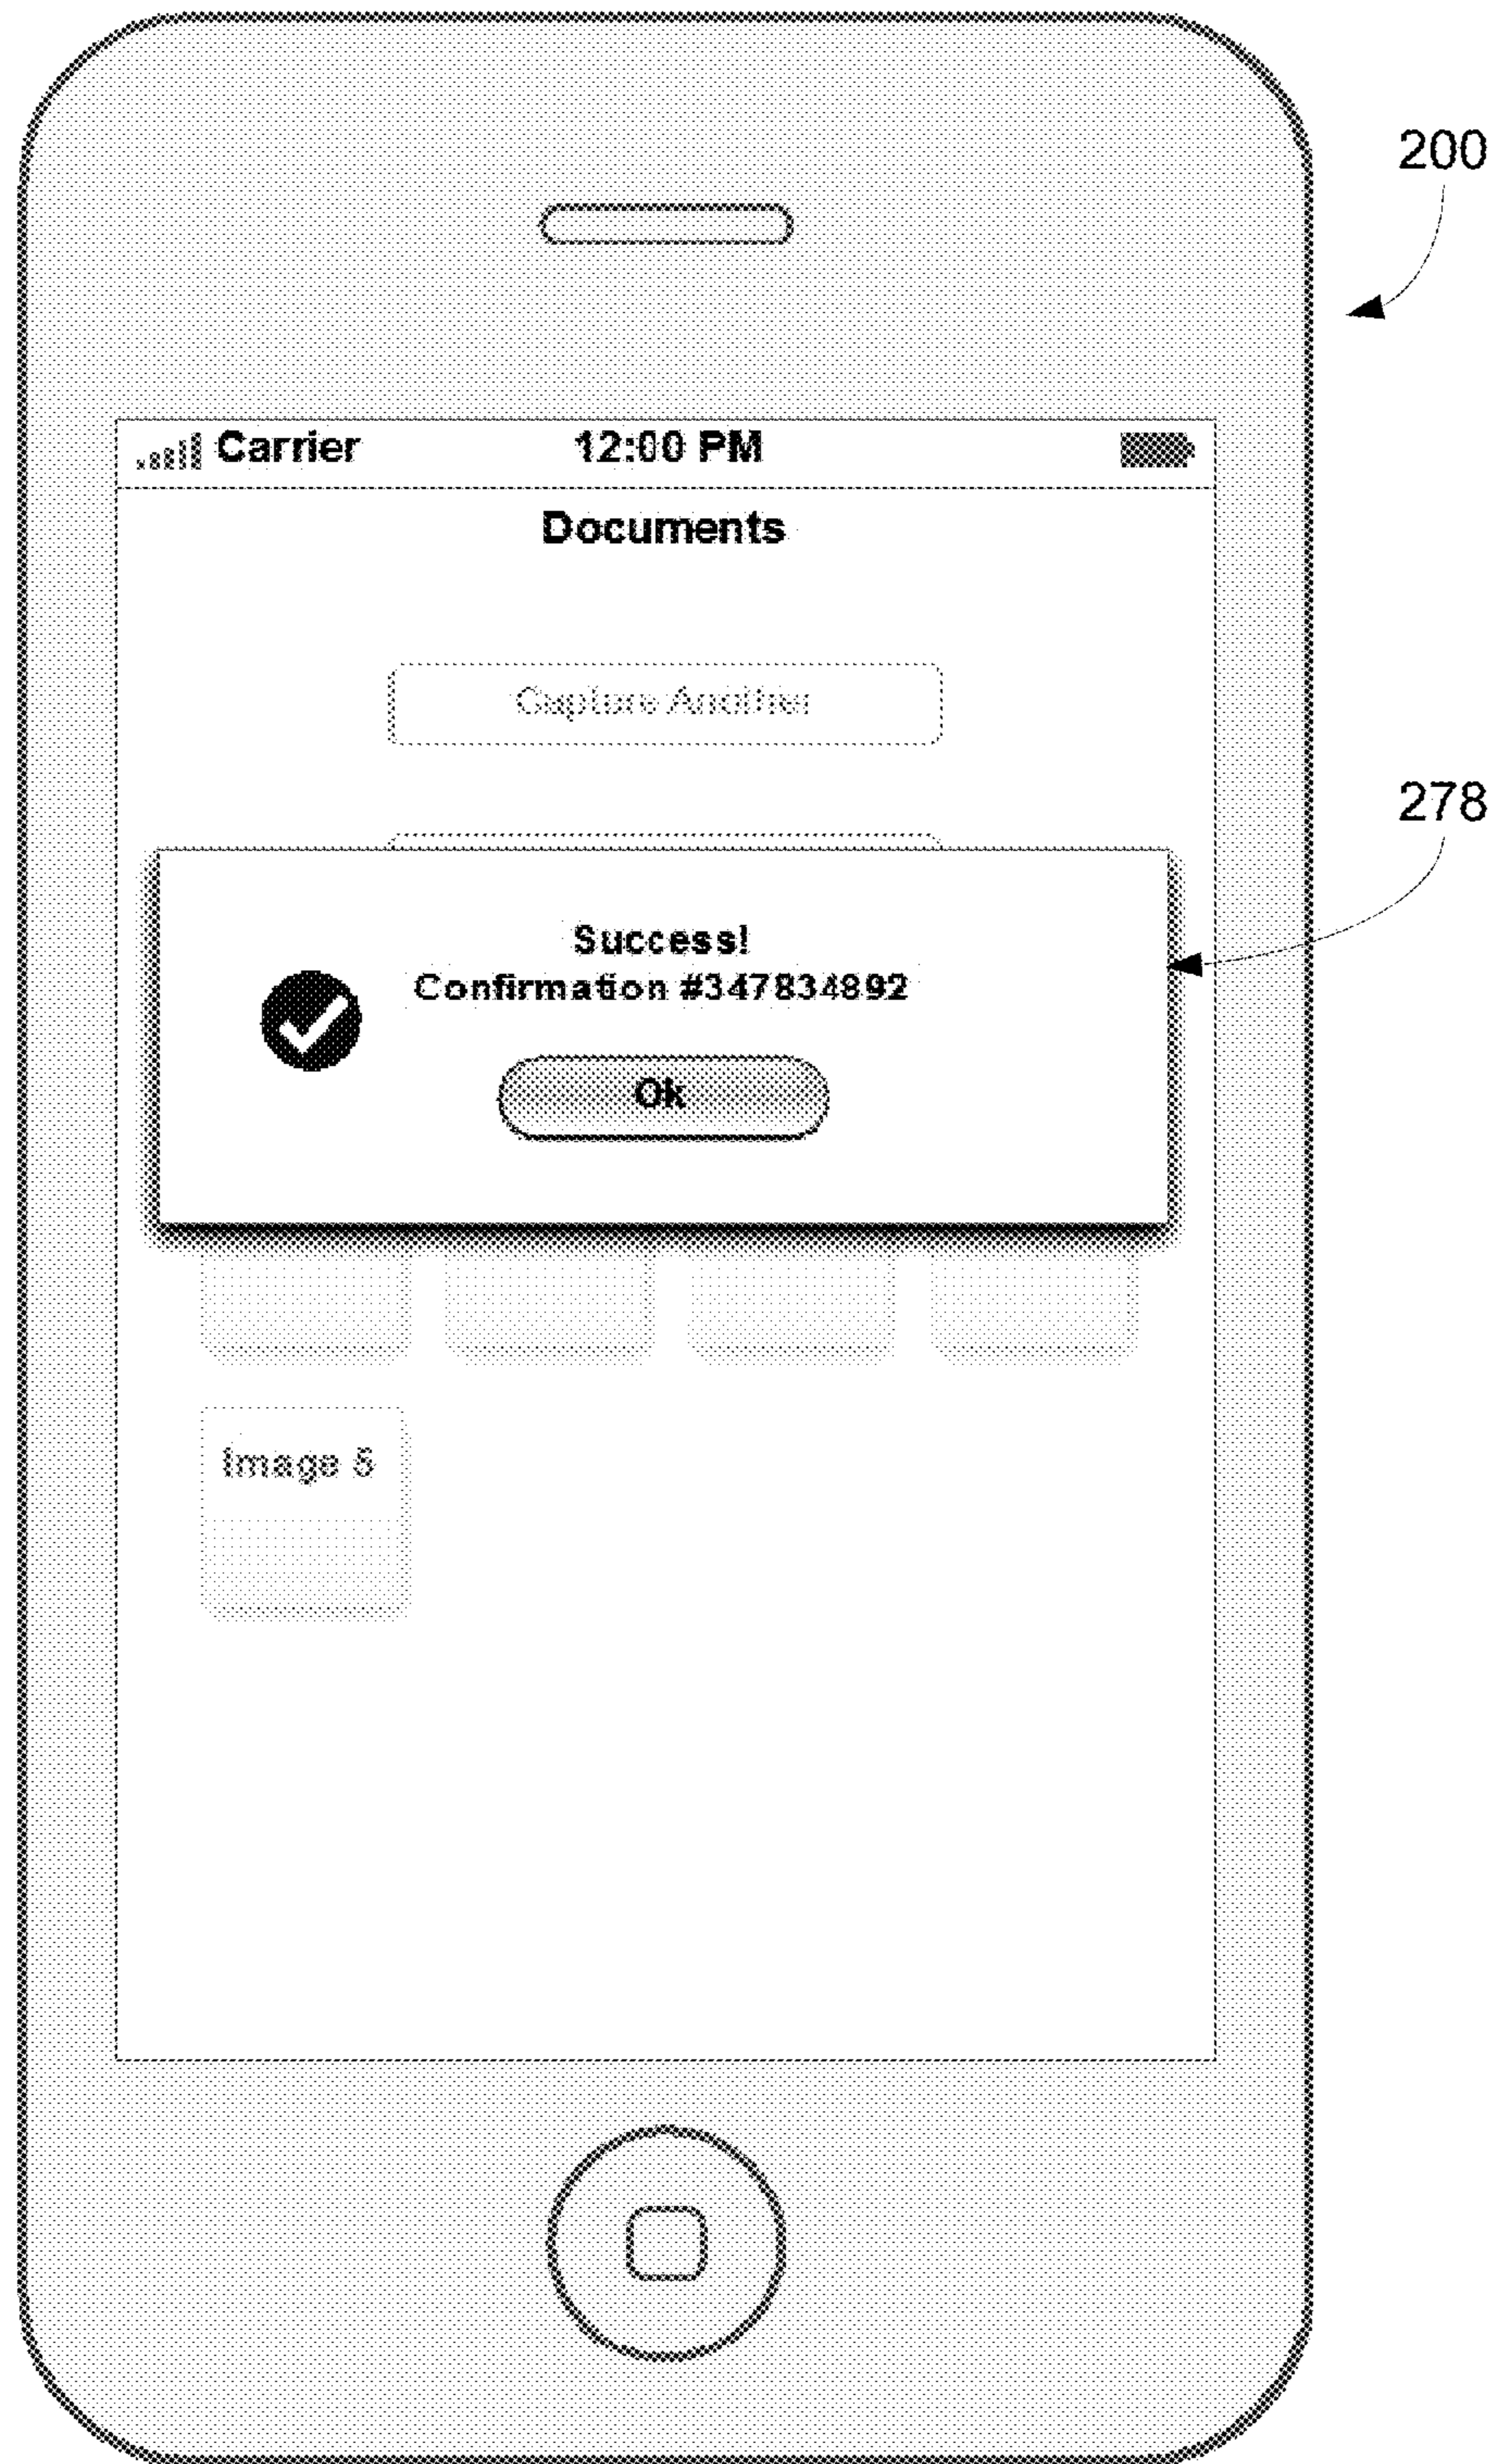 200
Carrier 12:00 PM
Documents
Capture Another
278
Success!
Confirmation #347834892
Ok
Image 5